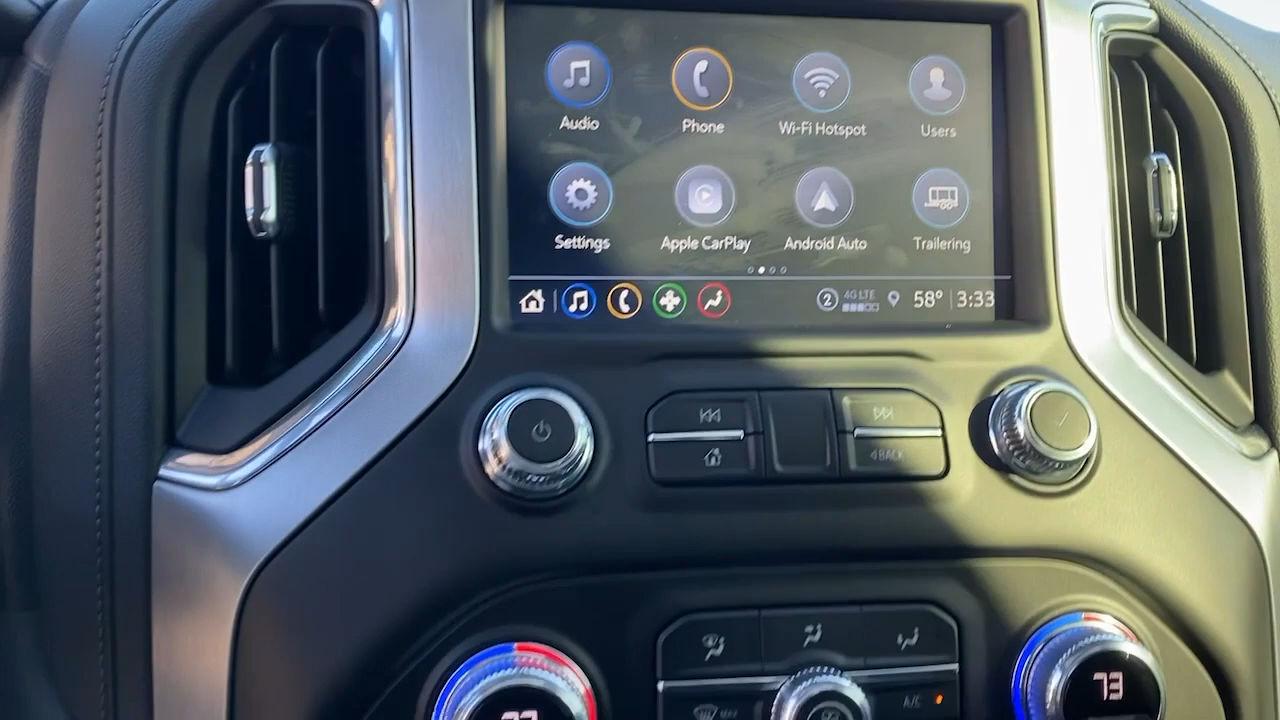 Audio Phone Wi-Fi Hotspot Users
Settings Apple CarPlay Android Auto Trailering
2 4G LTE 58° 3:33
BACK
MAX A/C
73